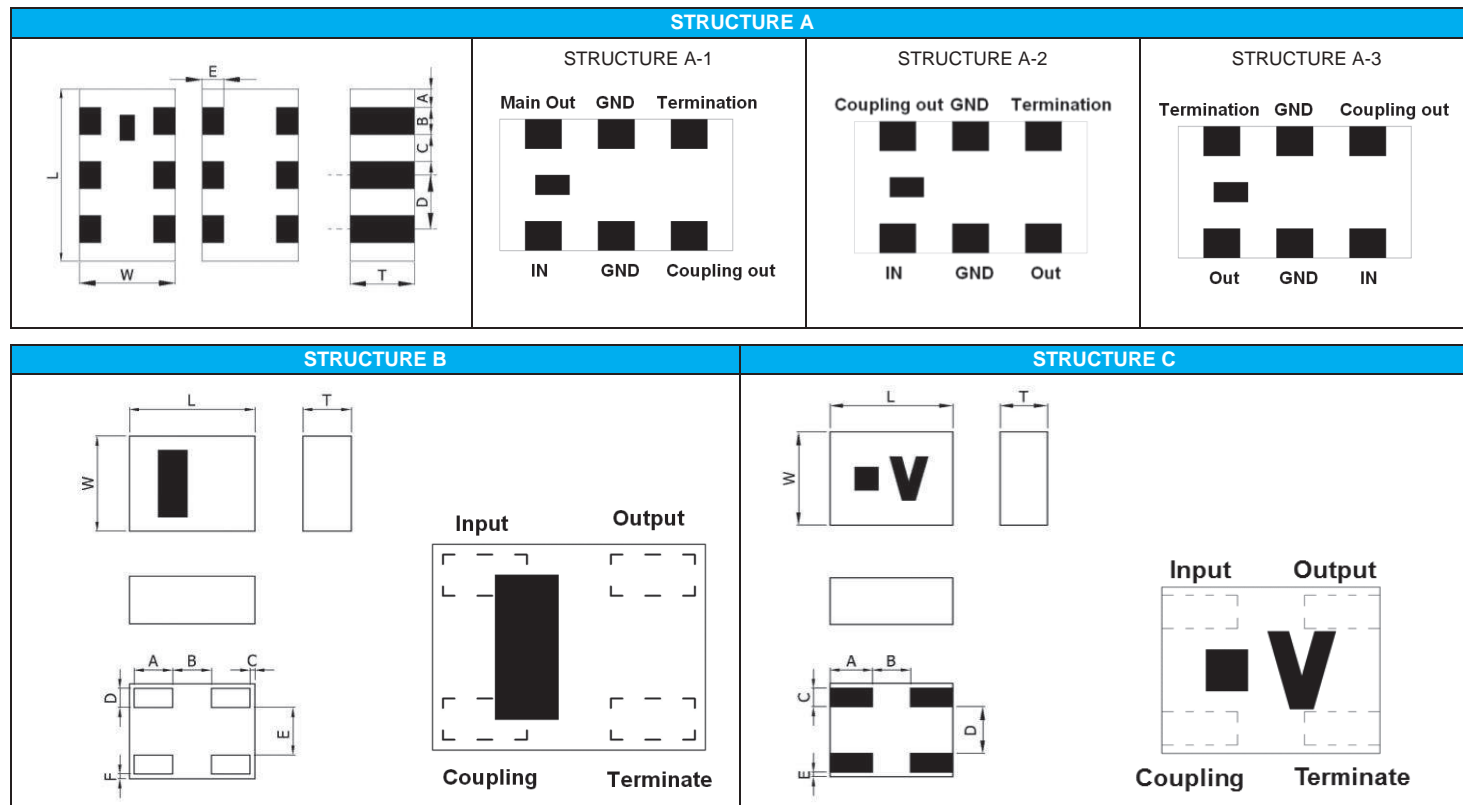 STRUCTURE A
E
L
W
A
B
C
D
T
STRUCTURE A-1
Main Out GND Termination
IN GND Coupling out
STRUCTURE A-2
Coupling out GND Termination
IN GND Out
STRUCTURE A-3
Termination GND Coupling out
Out GND IN
STRUCTURE B
L
T
W
A B C
D
E
F
Input Output
Coupling Terminate
STRUCTURE C
L
T
W
V
A B
C
D
E
Input Output
V
Coupling Terminate